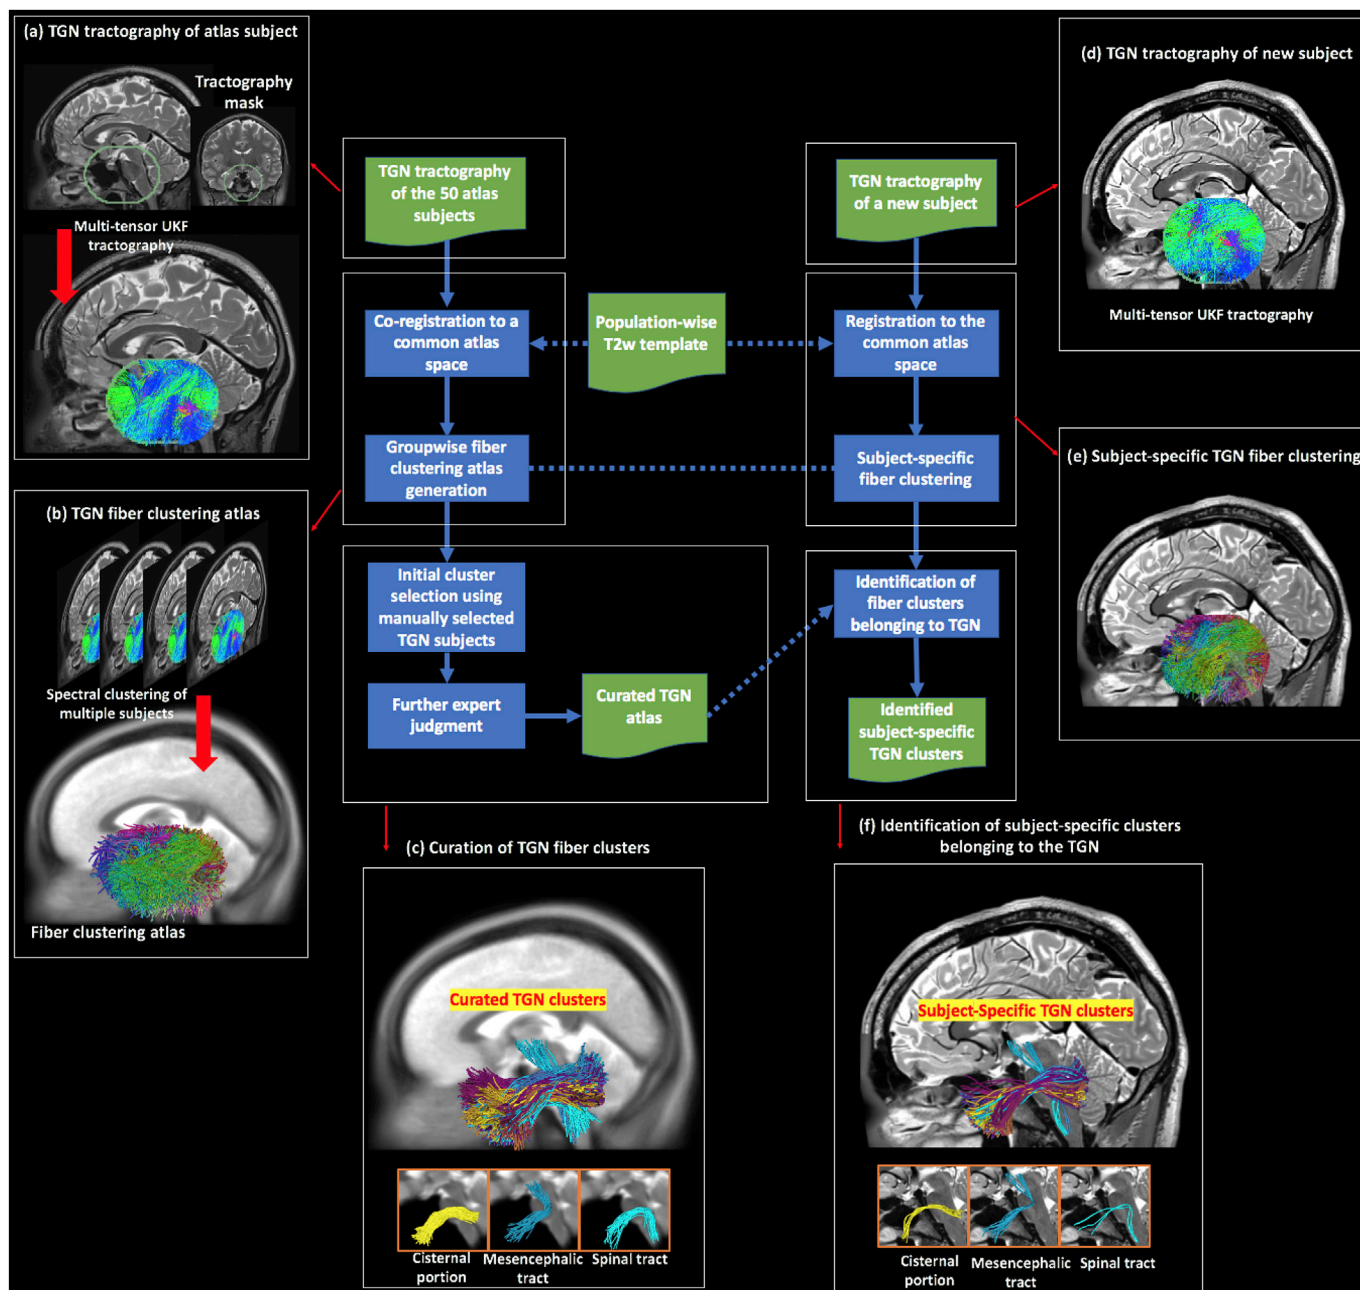 (a) TGN tractography of atlas subject
Tractography
mask
Multi-tensor UKF
tractography
(b) TGN fiber clustering atlas
Spectral clustering of
multiple subjects
Fiber clustering atlas
TGN tractography
of the 50 atlas
subjects
Co-registration to a
common atlas
space
Groupwise fiber
clustering atlas
generation
Initial cluster
selection using
manually selected
TGN subjects
Further expert
judgment
Curated TGN
atlas
Population-wise
T2w template
TGN tractography
of a new subject
Registration to the
common atlas
space
Subject-specific
fiber clustering
Identification of
fiber clusters
belonging to TGN
Identified
subject-specific
TGN clusters
(c) Curation of TGN fiber clusters
Curated TGN clusters
Cisternal
portion
Mesencephalic
tract
Spinal tract
(d) TGN tractography of new subject
Multi-tensor UKF tractography
(e) Subject-specific TGN fiber clustering
(f) Identification of subject-specific clusters
belonging to the TGN
Subject-Specific TGN clusters
Cisternal
portion
Mesencephalic
tract
Spinal tract